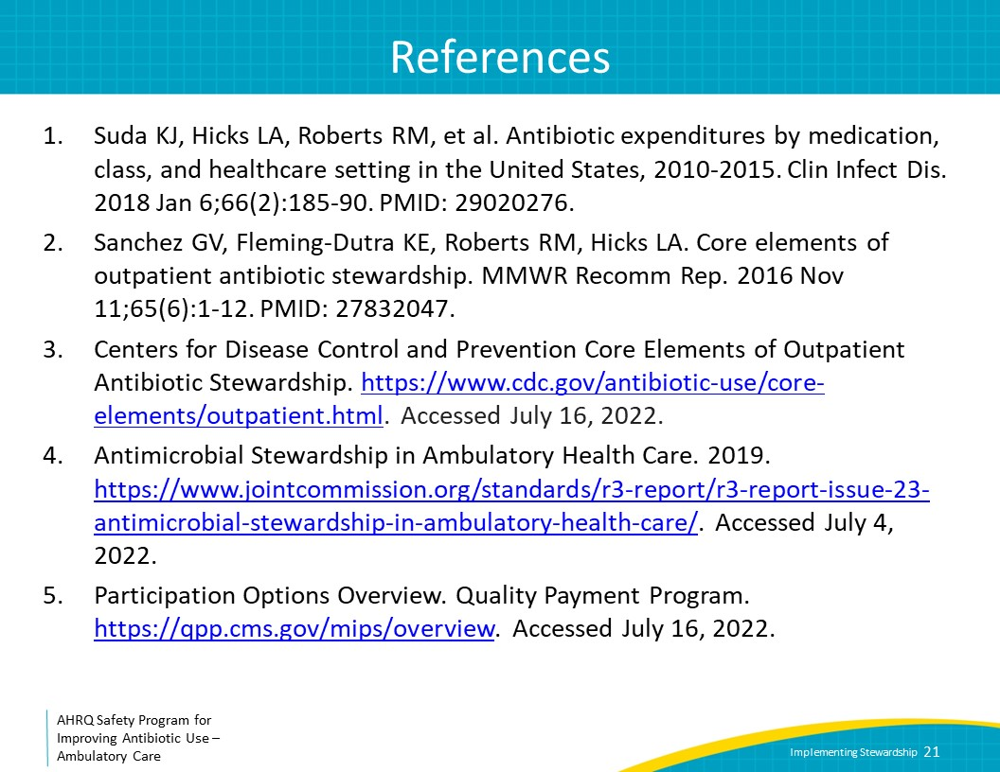 References
1. Suda KJ, Hicks LA, Roberts RM, et al. Antibiotic expenditures by medication,
class, and healthcare setting in the United States, 2010-2015. Clin Infect Dis.
2018 Jan 6;66(2):185-90. PMID: 29020276.
2. Sanchez GV, Fleming-Dutra KE, Roberts RM, Hicks LA. Core elements of
outpatient antibiotic stewardship. MMWR Recomm Rep. 2016 Nov
11;65(6):1-12. PMID: 27832047.
3. Centers for Disease Control and Prevention Core Elements of Outpatient
Antibiotic Stewardship. https://www.cdc.gov/antibiotic-use/core-
elements/outpatient.html. Accessed July 16, 2022.
4. Antimicrobial Stewardship in Ambulatory Health Care. 2019.
https://www.jointcommission.org/standards/r3-report/r3-report-issue-23-
antimicrobial-stewardship-in-ambulatory-health-care/. Accessed July 4,
2022.
5. Participation Options Overview. Quality Payment Program.
https://qpp.cms.gov/mips/overview. Accessed July 16, 2022.
AHRQ Safety Program for
Improving Antibiotic Use –
Ambulatory Care
Implementing Stewardship 21